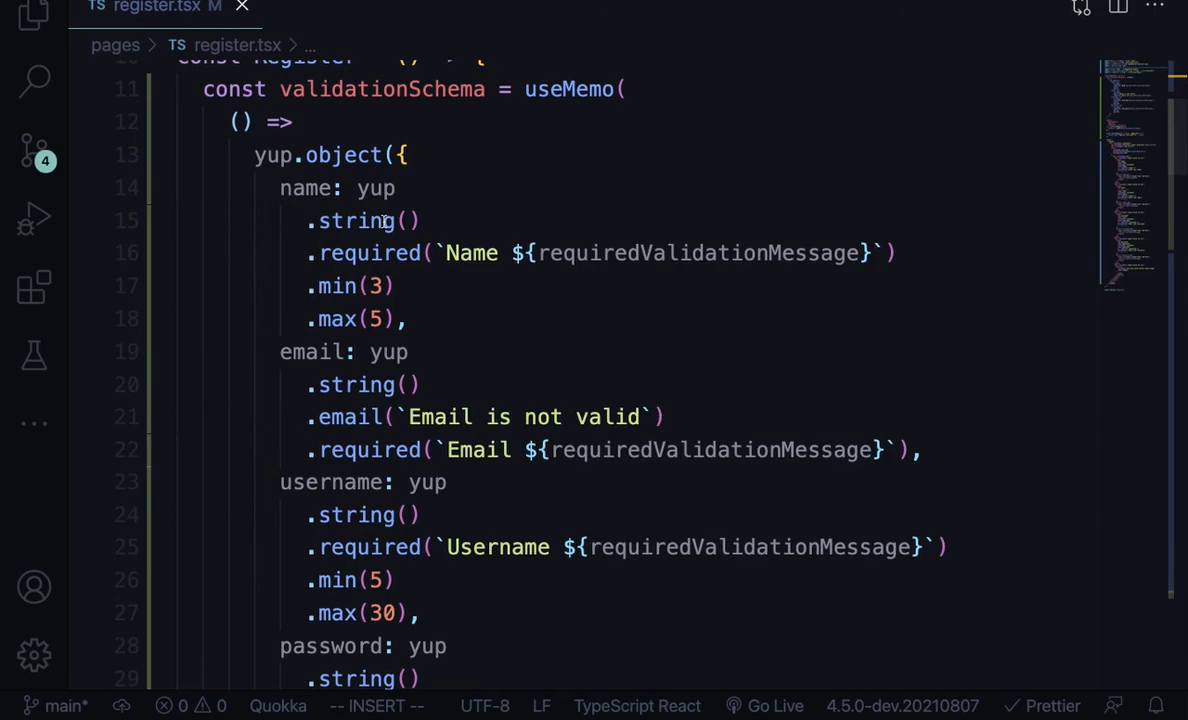 TS register.tsx M ×
pages > TS register.tsx > ...
const Register = () => {
11 const validationSchema = useMemo(
12 () =>
13 yup.object({
14 name: yup
15 .string()
16 .required(`Name ${requiredValidationMessage}`)
17 .min(3)
18 .max(5),
19 email: yup
20 .string()
21 .email(`Email is not valid`)
22 .required(`Email ${requiredValidationMessage}`),
23 username: yup
24 .string()
25 .required(`Username ${requiredValidationMessage}`)
26 .min(5)
27 .max(30),
28 password: yup
29 .string()
4
main* 0 0 Quokka -- INSERT -- UTF-8 LF TypeScript React Go Live 4.5.0-dev.20210807 Prettier